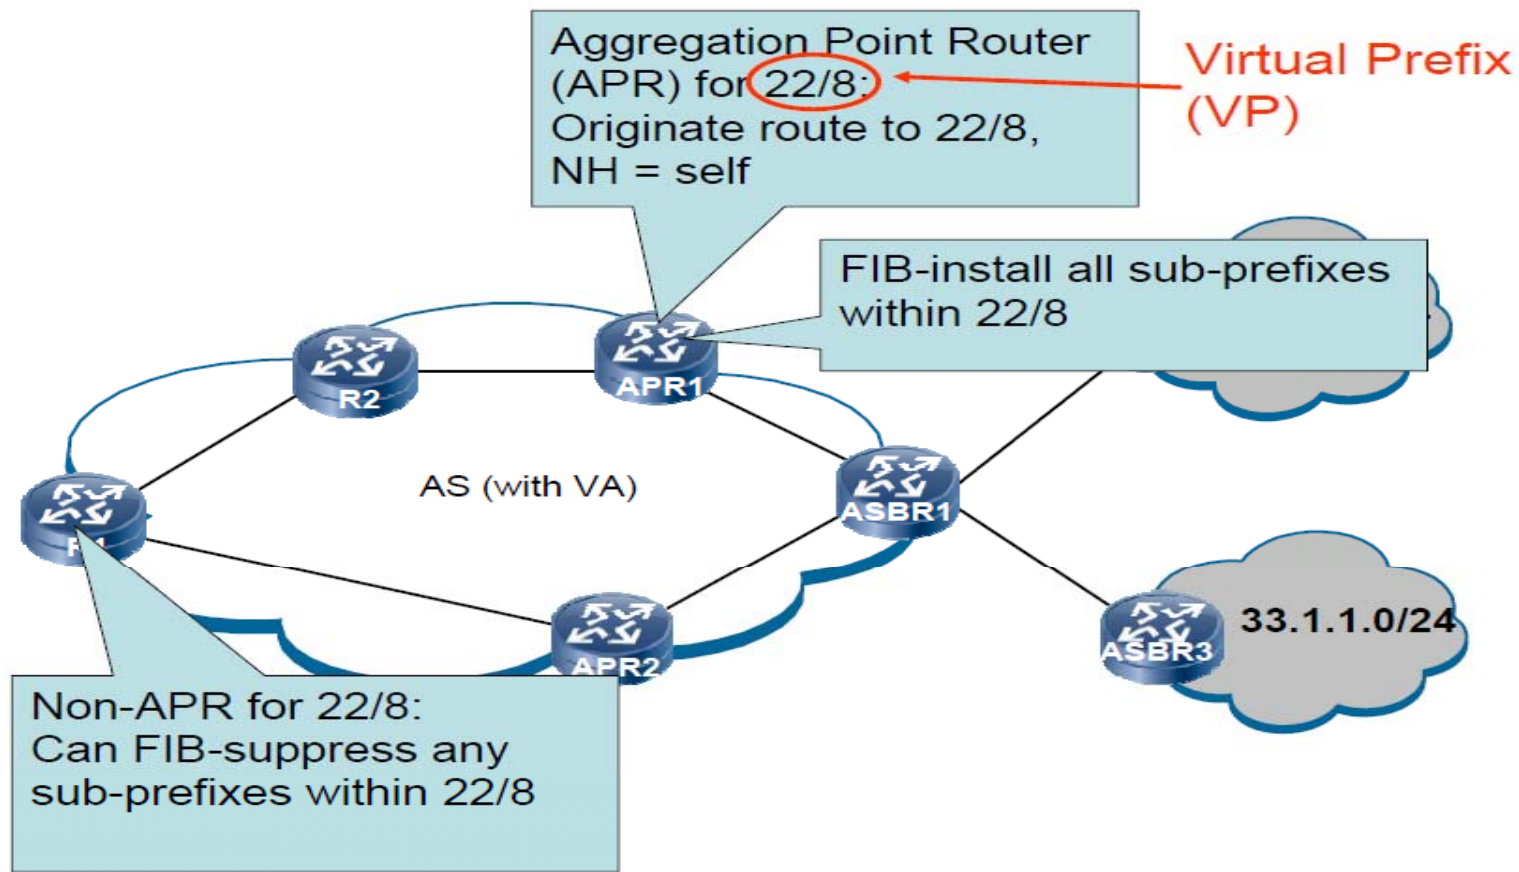 Aggregation Point Router
(APR) for 22/8:
Originate route to 22/8,
NH = self
Virtual Prefix
(VP)
FIB-install all sub-prefixes
within 22/8
R2
APR1
AS (with VA)
ASBR1
R1
APR2
ASBR3
33.1.1.0/24
Non-APR for 22/8:
Can FIB-suppress any
sub-prefixes within 22/8